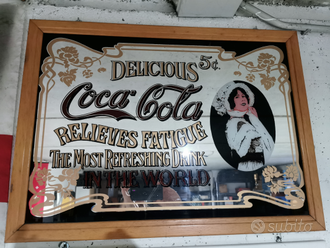 DELICIOUS 5¢
Coca-Cola
RELIEVES FATIGUE
THE MOST REFRESHING DRINK
IN THE WORLD
subito